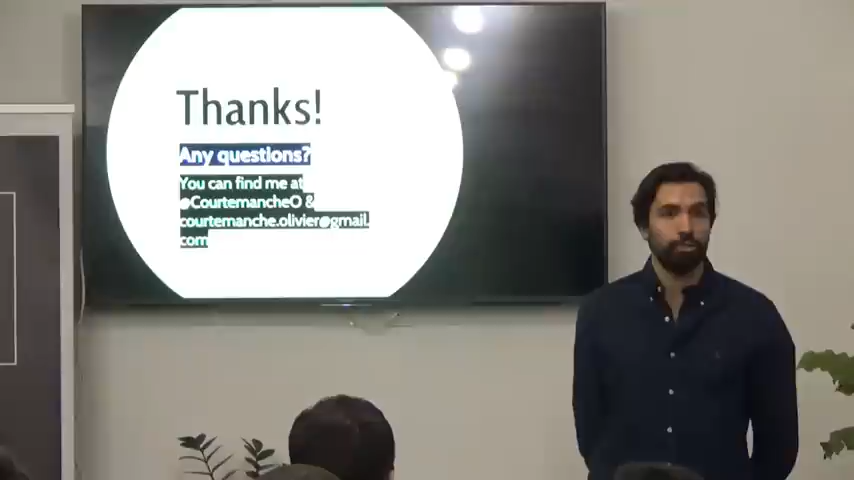 Thanks!
Any questions?
You can find me at
@CourtemancheO &
courtemanche.olivier@gmail.
com